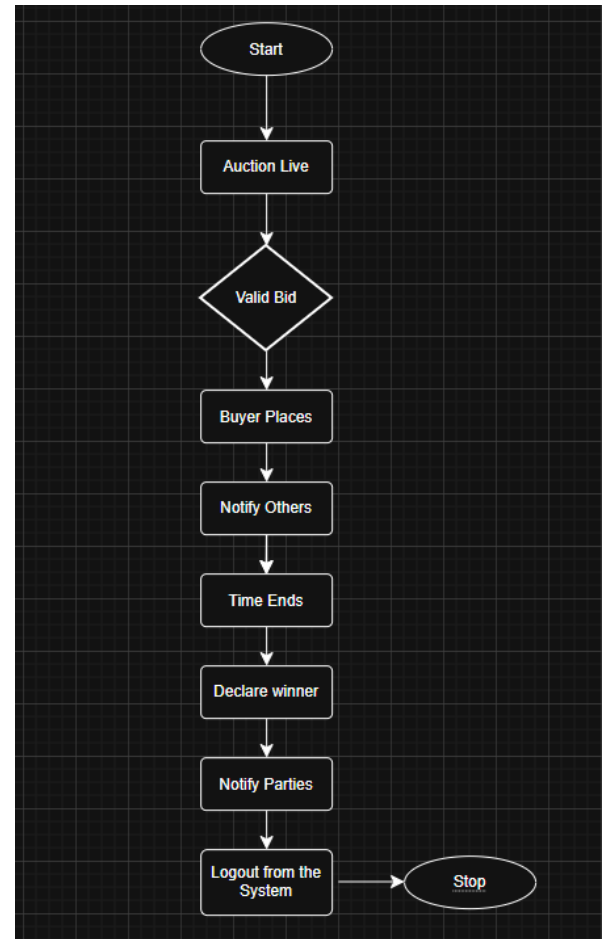 Start
Auction Live
Valid Bid
Buyer Places
Notify Others
Time Ends
Declare winner
Notify Parties
Logout from the
System
Stop